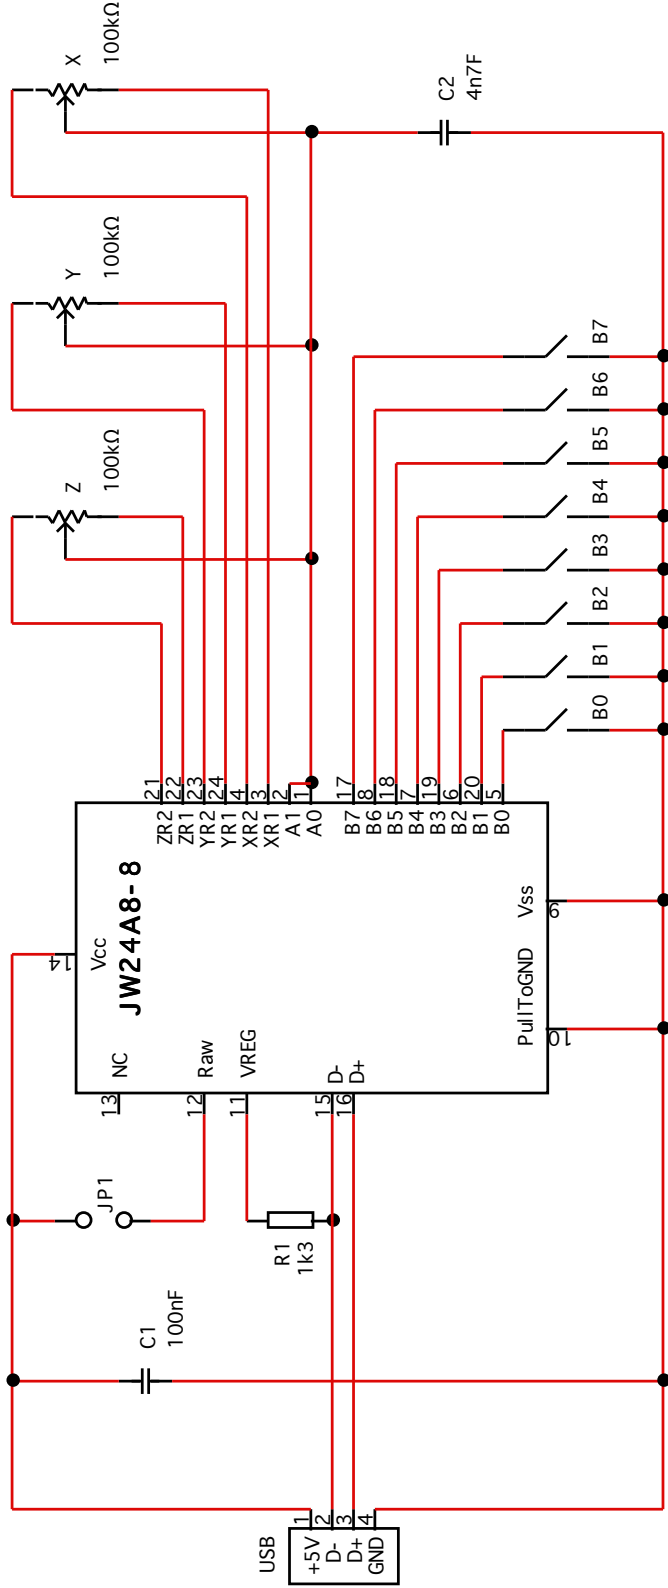 X
100kΩ
Y
100kΩ
Z
100kΩ
C2
4n7F
B7
B6
B5
B4
B3
B2
B1
B0
21
22
23
24
4
3
2
1
17
8
18
7
19
6
20
5
ZR2
ZR1
YR2
YR1
XR2
XR1
A1
A0
B7
B6
B5
B4
B3
B2
B1
B0
JW24A8-8
Vcc
14
Vss
9
PullToGND
10
NC
13
Raw
12
VREG
11
D-
15
D+
16
JP1
R1
1k3
C1
100nF
USB
+5V
D-
D+
GND
1
2
3
4